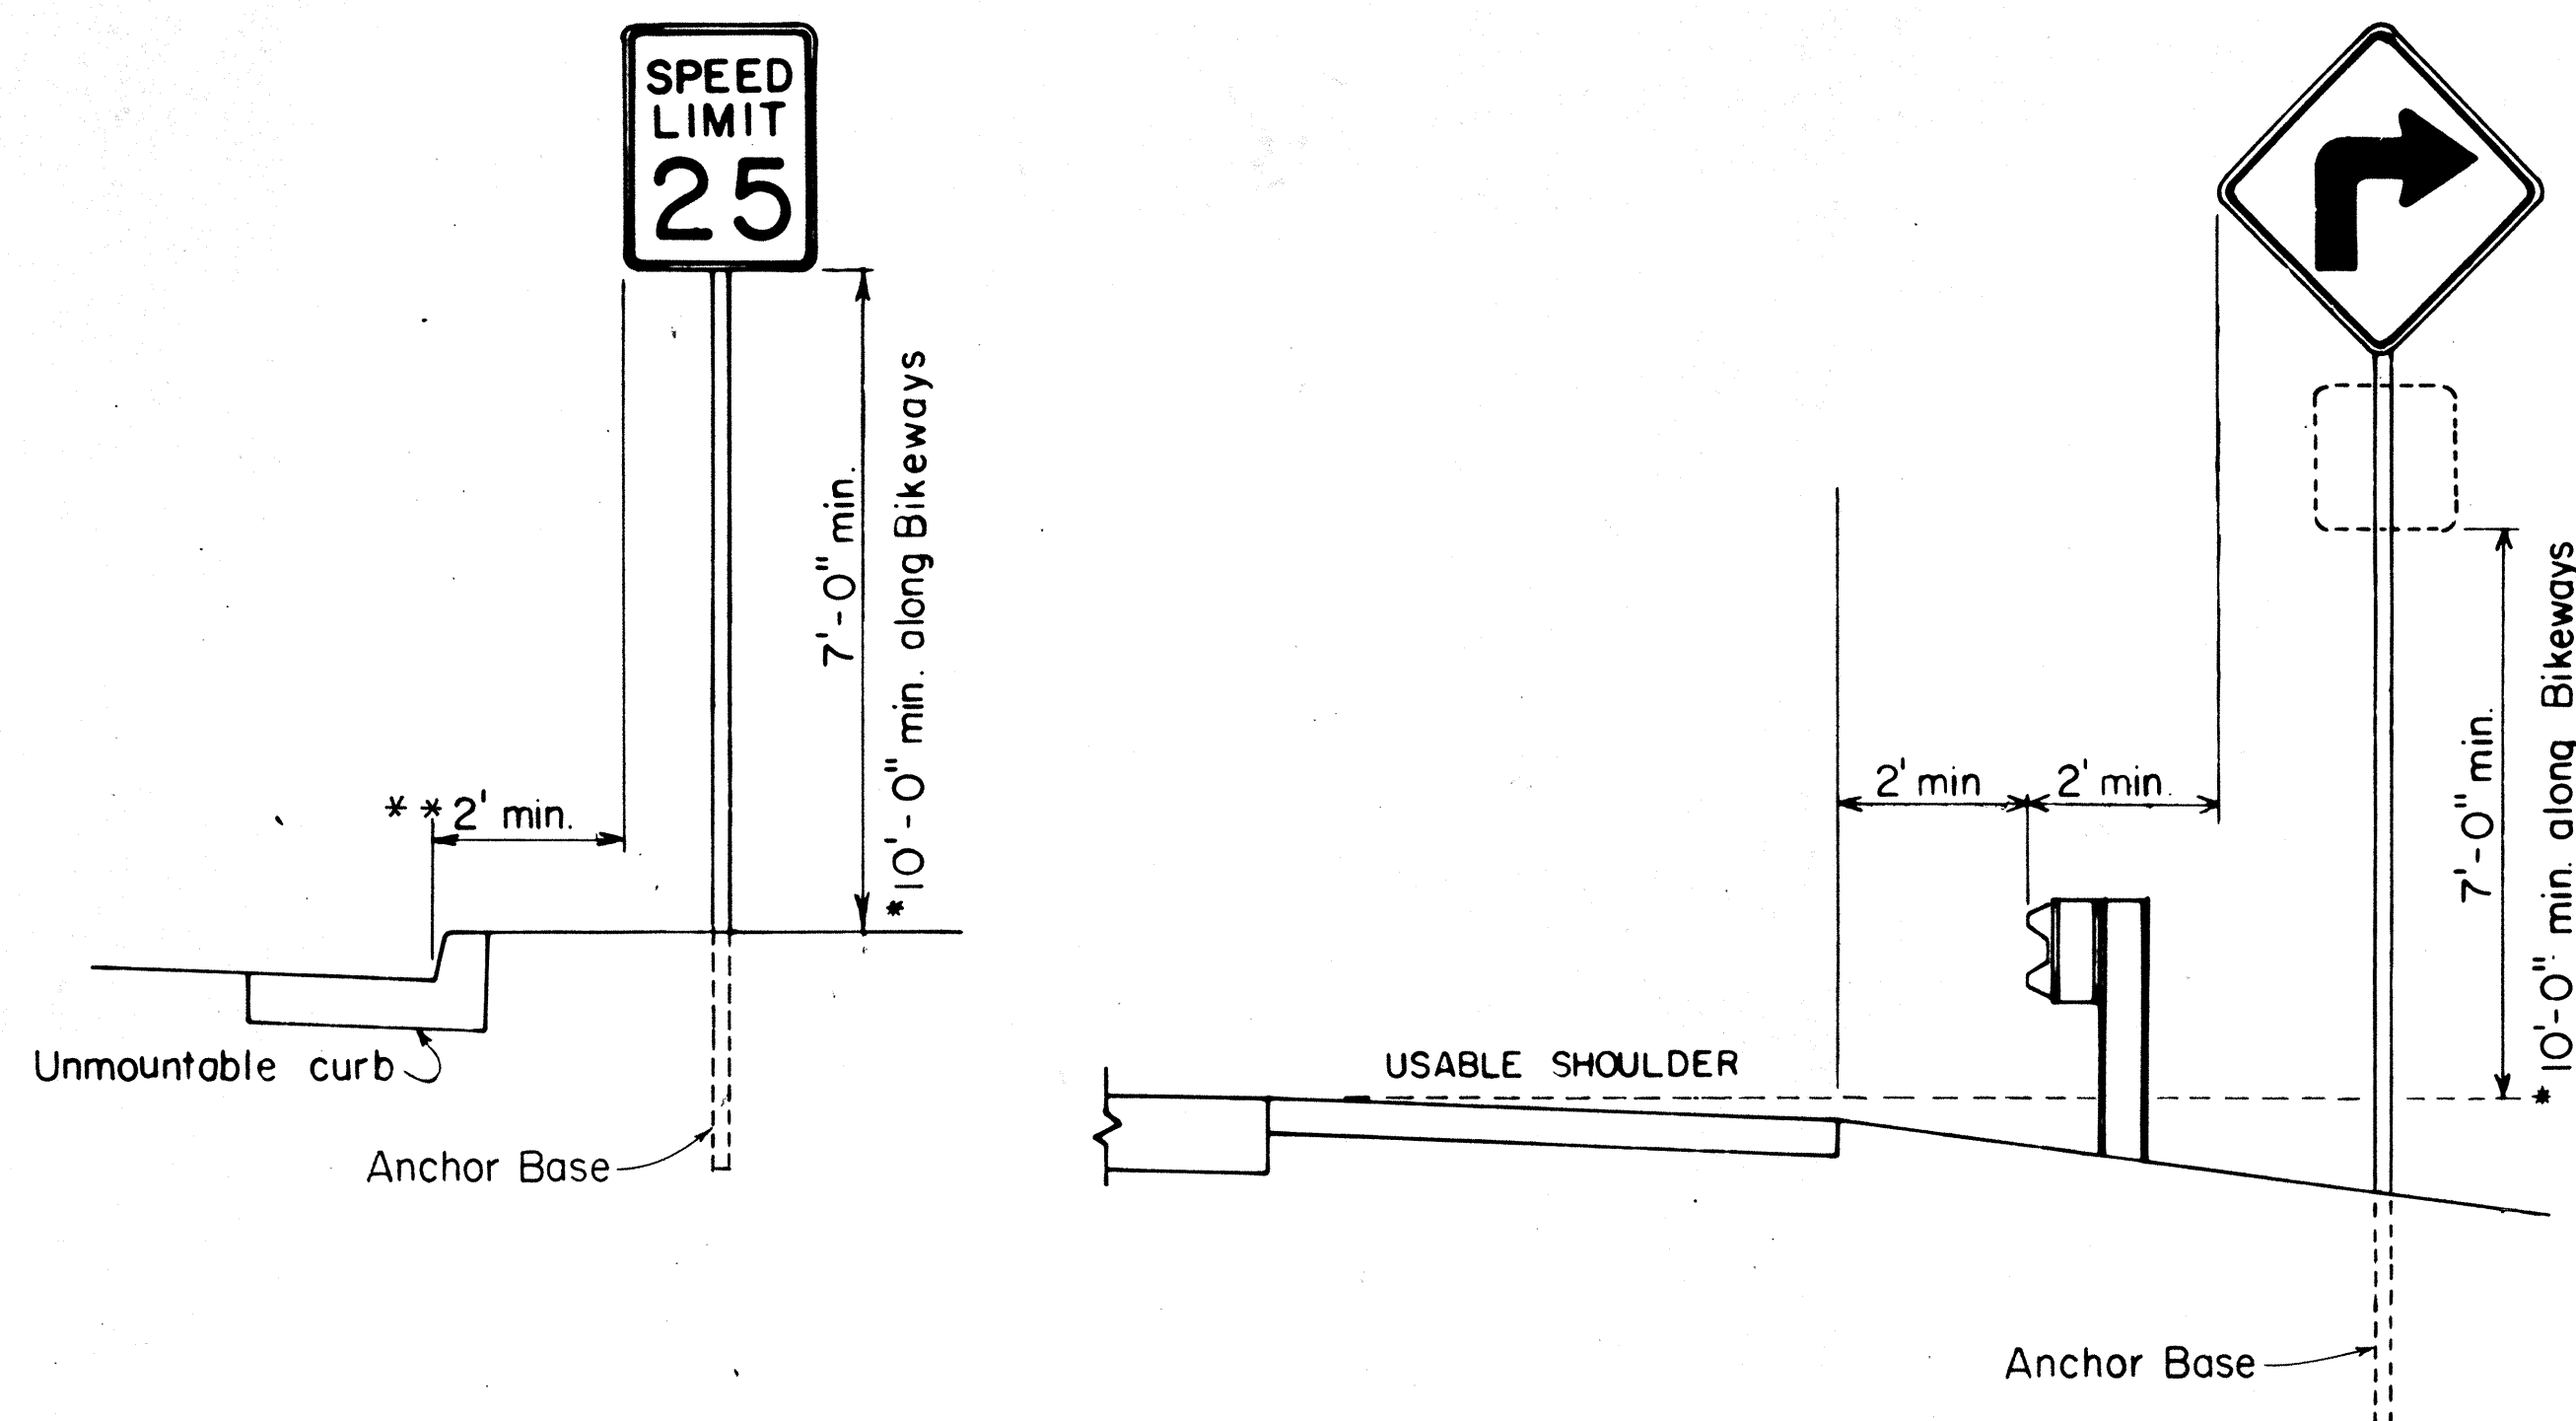 SPEED
LIMIT
25
7'-0" min.
*10'-0" min. along Bikeways
**2' min.
Unmountable curb
Anchor Base
2' min
2' min.
7'-0" min.
*10'-0" min. along Bikeways
USABLE SHOULDER
Anchor Base